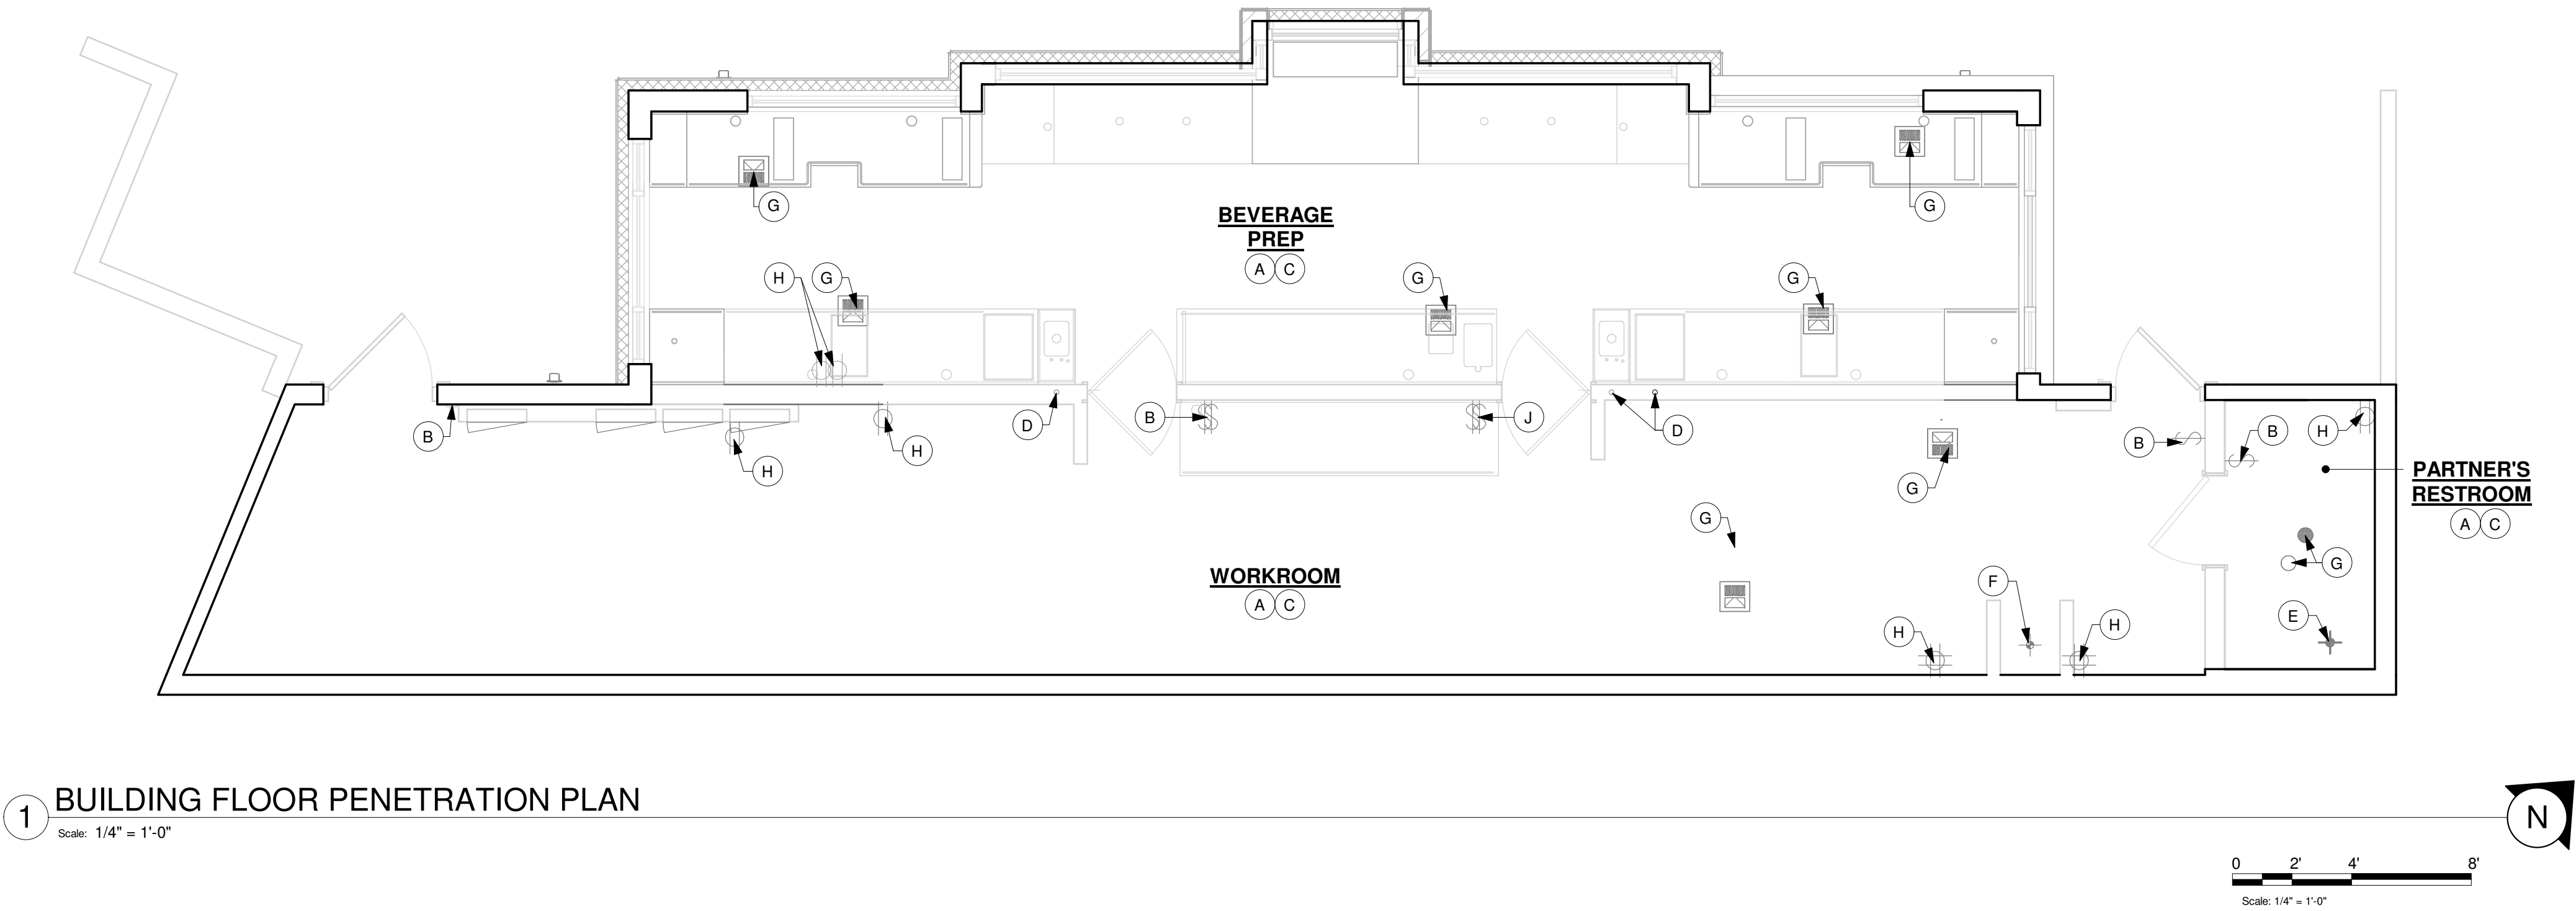 G
G
BEVERAGE
PREP
A C
H G
G
G
B
H
H
D
B
J
D
B
B
H
G
G
PARTNER'S
RESTROOM
A C
WORKROOM
A C
F
G
H
H
E
1 BUILDING FLOOR PENETRATION PLAN
Scale: 1/4" = 1'-0"
N
0 2' 4' 8'
Scale: 1/4" = 1'-0"